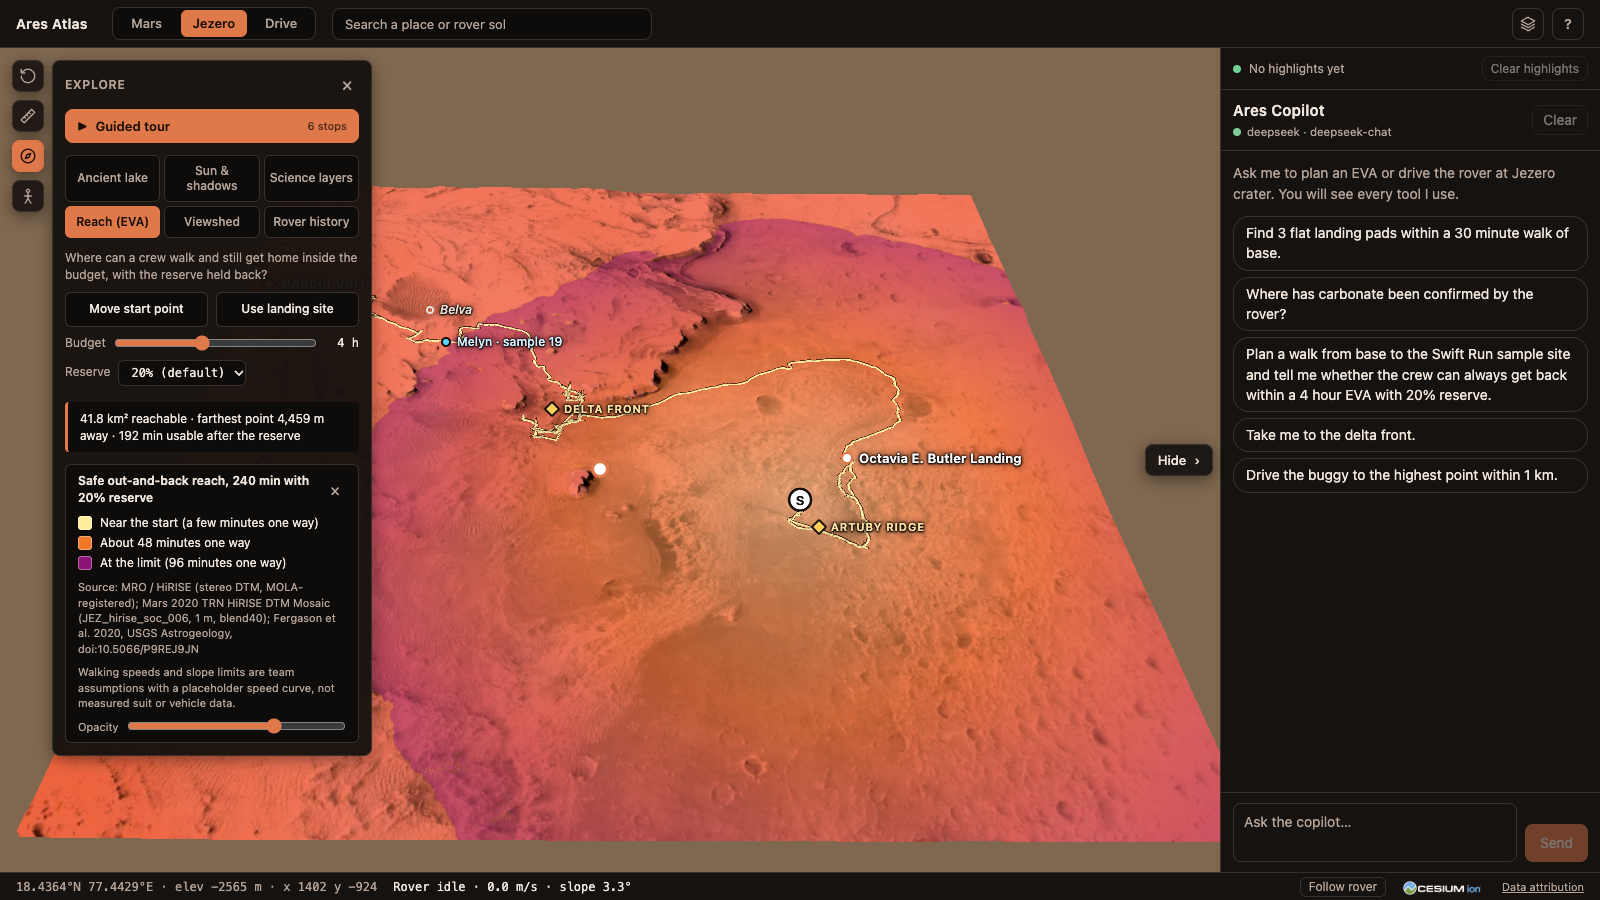 Ares Atlas
Mars
Jezero
Drive
Search a place or rover sol
?
EXPLORE
×
▶ Guided tour
6 stops
Ancient lake
Sun &
shadows
Science layers
Reach (EVA)
Viewshed
Rover history
Where can a crew walk and still get home inside the
budget, with the reserve held back?
Move start point
Use landing site
Budget
4 h
Reserve
20% (default)
41.8 km² reachable · farthest point 4,459 m
away · 192 min usable after the reserve
Safe out-and-back reach, 240 min with
20% reserve
×
Near the start (a few minutes one way)
About 48 minutes one way
At the limit (96 minutes one way)
Source: MRO / HiRISE (stereo DTM, MOLA-
registered); Mars 2020 TRN HiRISE DTM Mosaic
(JEZ_hirise_soc_006, 1 m, blend40); Fergason et
al. 2020, USGS Astrogeology,
doi:10.5066/P9REJ9JN
Walking speeds and slope limits are team
assumptions with a placeholder speed curve, not
measured suit or vehicle data.
Opacity
MARGIN UNIT
Belva
Melyn · sample 19
DELTA FRONT
Octavia E. Butler Landing
S
ARTUBY RIDGE
Hide ›
No highlights yet
Clear highlights
Ares Copilot
deepseek · deepseek-chat
Clear
Ask me to plan an EVA or drive the rover at Jezero
crater. You will see every tool I use.
Find 3 flat landing pads within a 30 minute walk of
base.
Where has carbonate been confirmed by the
rover?
Plan a walk from base to the Swift Run sample site
and tell me whether the crew can always get back
within a 4 hour EVA with 20% reserve.
Take me to the delta front.
Drive the buggy to the highest point within 1 km.
Ask the copilot...
Send
18.4364°N 77.4429°E · elev −2565 m · x 1402 y −924
Rover idle · 0.0 m/s · slope 3.3°
Follow rover
CESIUM ion
Data attribution